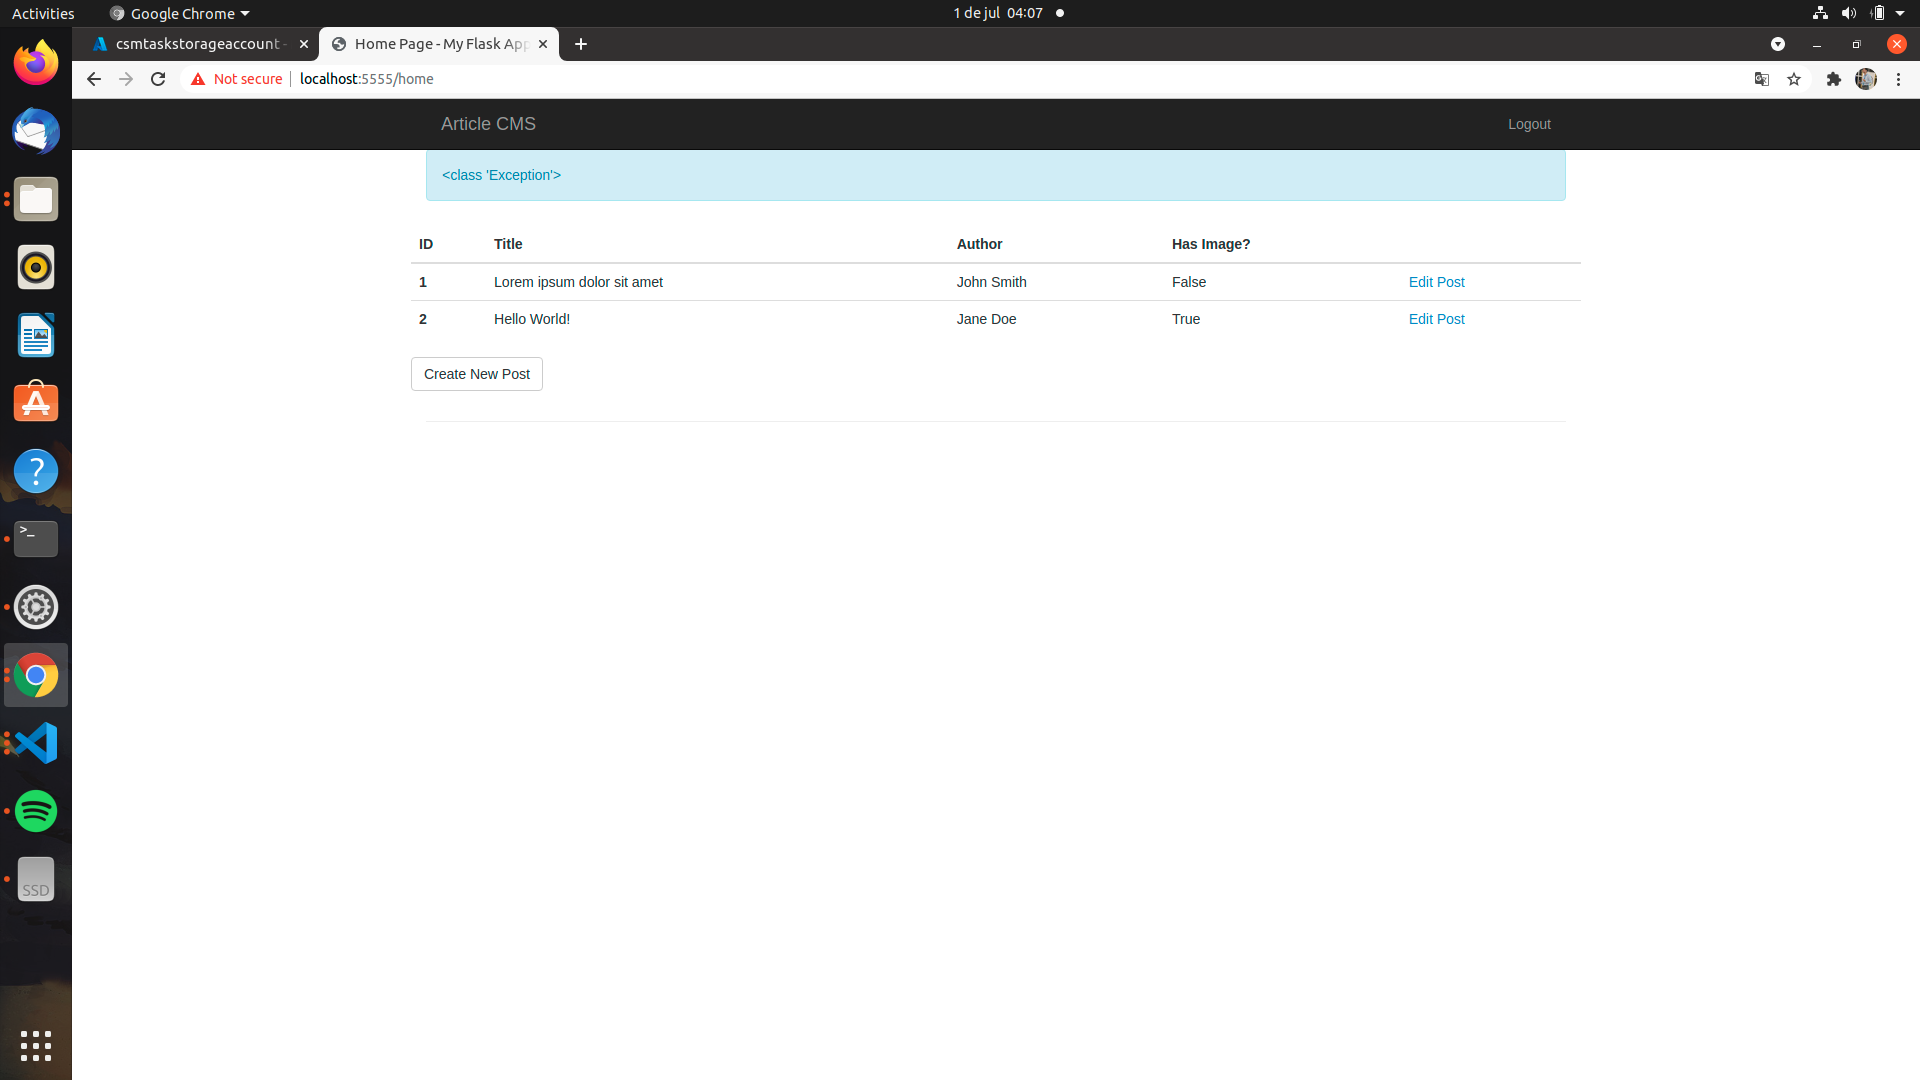 Activities Google Chrome 1 de jul 04:07
csmtaskstorageaccount - Home Page - My Flask App
Not secure localhost:5555/home
Article CMS Logout
<class 'Exception'>
ID Title Author Has Image?
1 Lorem ipsum dolor sit amet John Smith False Edit Post
2 Hello World! Jane Doe True Edit Post
Create New Post
>_
SSD